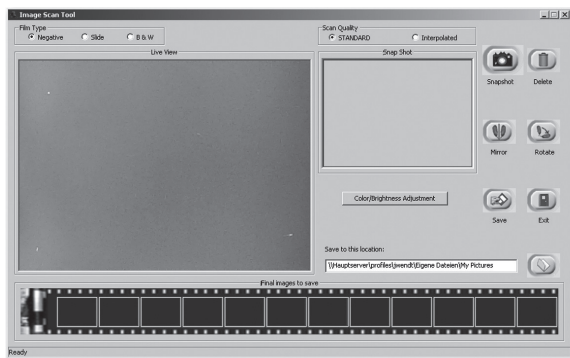 Image Scan Tool
Film Type
Negative
Slide
B & W
Scan Quality
STANDARD
Interpolated
Live View
Snap Shot
Snapshot
Delete
Mirror
Rotate
Color/Brightness Adjustment
Save
Exit
Save to this location:
\\Hauptserver\profiles\jwendt\Eigene Dateien\My Pictures
Final images to save
Ready